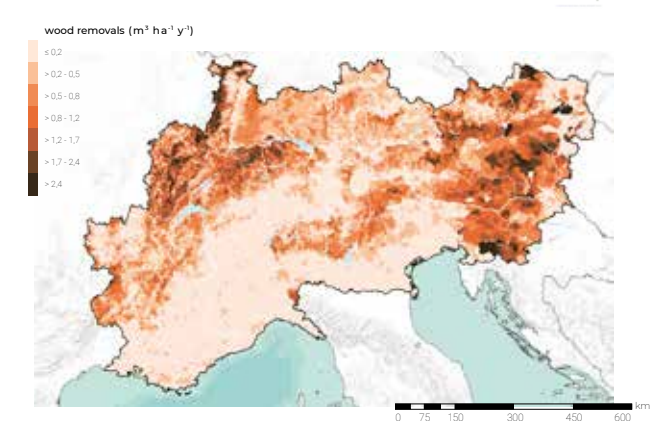 wood removals (m³ ha⁻¹ y⁻¹)
≤ 0,2
> 0,2 - 0,5
> 0,5 - 0,8
> 0,8 - 1,2
> 1,2 - 1,7
> 1,7 - 2,4
> 2,4
km
0 75 150 300 450 600